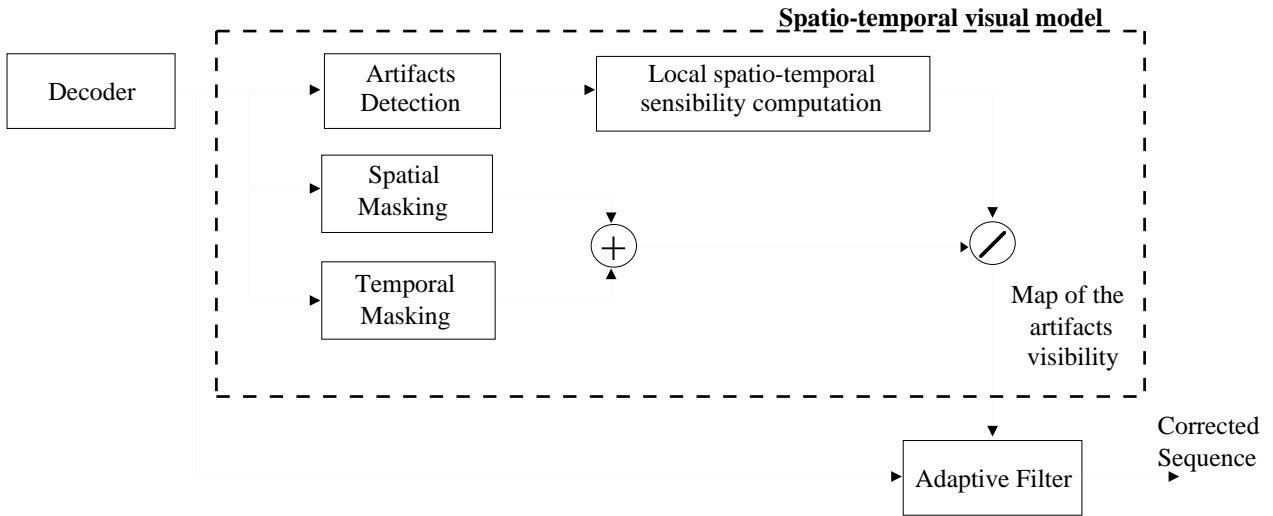 Spatio-temporal visual model
Decoder
Artifacts
Detection
Local spatio-temporal
sensibility computation
Spatial
Masking
+
Temporal
Masking
Map of the
artifacts
visibility
Adaptive Filter
Corrected
Sequence